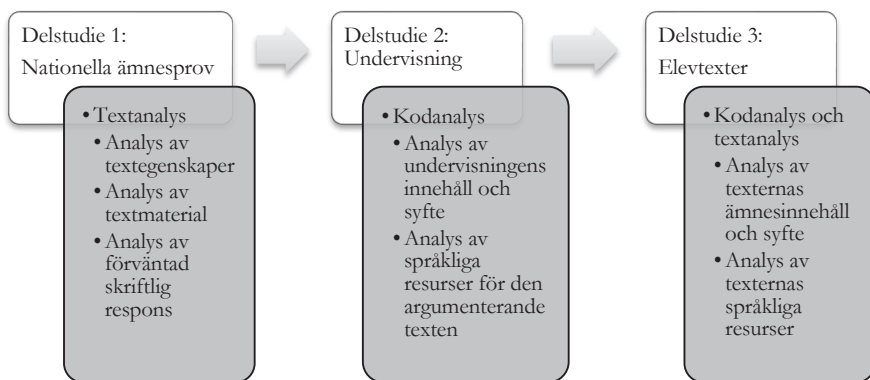 Delstudie 1:
Nationella ämnesprov
• Textanalys
• Analys av
textegenskaper
• Analys av
textmaterial
• Analys av
förväntad
skriftlig
respons
Delstudie 2:
Undervisning
• Kodanalys
• Analys av
undervisningens
innehåll och
syfte
• Analys av
språkliga
resurser för den
argumenterande
texten
Delstudie 3:
Elevtexter
• Kodanalys och
textanalys
• Analys av
texternas
ämnesinnehåll
och syfte
• Analys av
texternas
språkliga
resurser